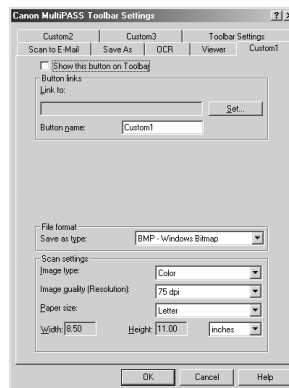 Canon MultiPASS Toolbar Settings
Custom2 Custom3 Toolbar Settings
Scan to E-Mail Save As OCR Viewer Custom1
Show this button on Toolbar
Button links
Link to:
Set...
Button name: Custom1
File format
Save as type: BMP - Windows Bitmap
Scan settings
Image type: Color
Image quality (Resolution): 75 dpi
Paper size: Letter
Width: 8.50 Height: 11.00 inches
OK Cancel Help